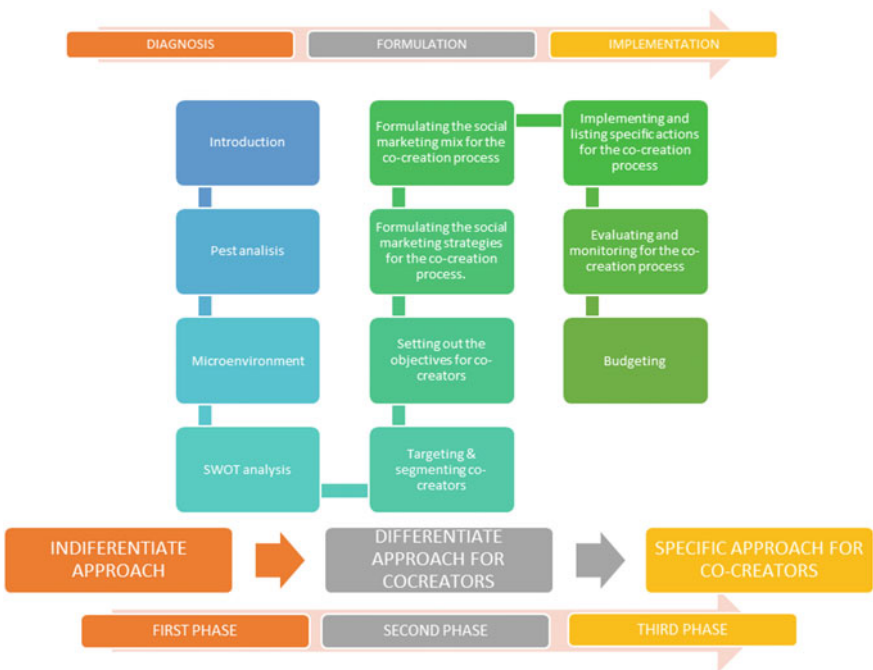 DIAGNOSIS
FORMULATION
IMPLEMENTATION
Introduction
Pest analisis
Microenvironment
SWOT analysis
Formulating the social
marketing mix for the
co-creation process
Formulating the social
marketing strategies
for the co-creation
process.
Setting out the
objectives for co-
creators
Targeting &
segmenting co-
creators
Implementing and
listing specific actions
for the co-creation
process
Evaluating and
monitoring for the co-
creation process
Budgeting
INDIFERENTIATE
APPROACH
DIFFERENTIATE
APPROACH FOR
COCREATORS
SPECIFIC APPROACH FOR
CO-CREATORS
FIRST PHASE
SECOND PHASE
THIRD PHASE